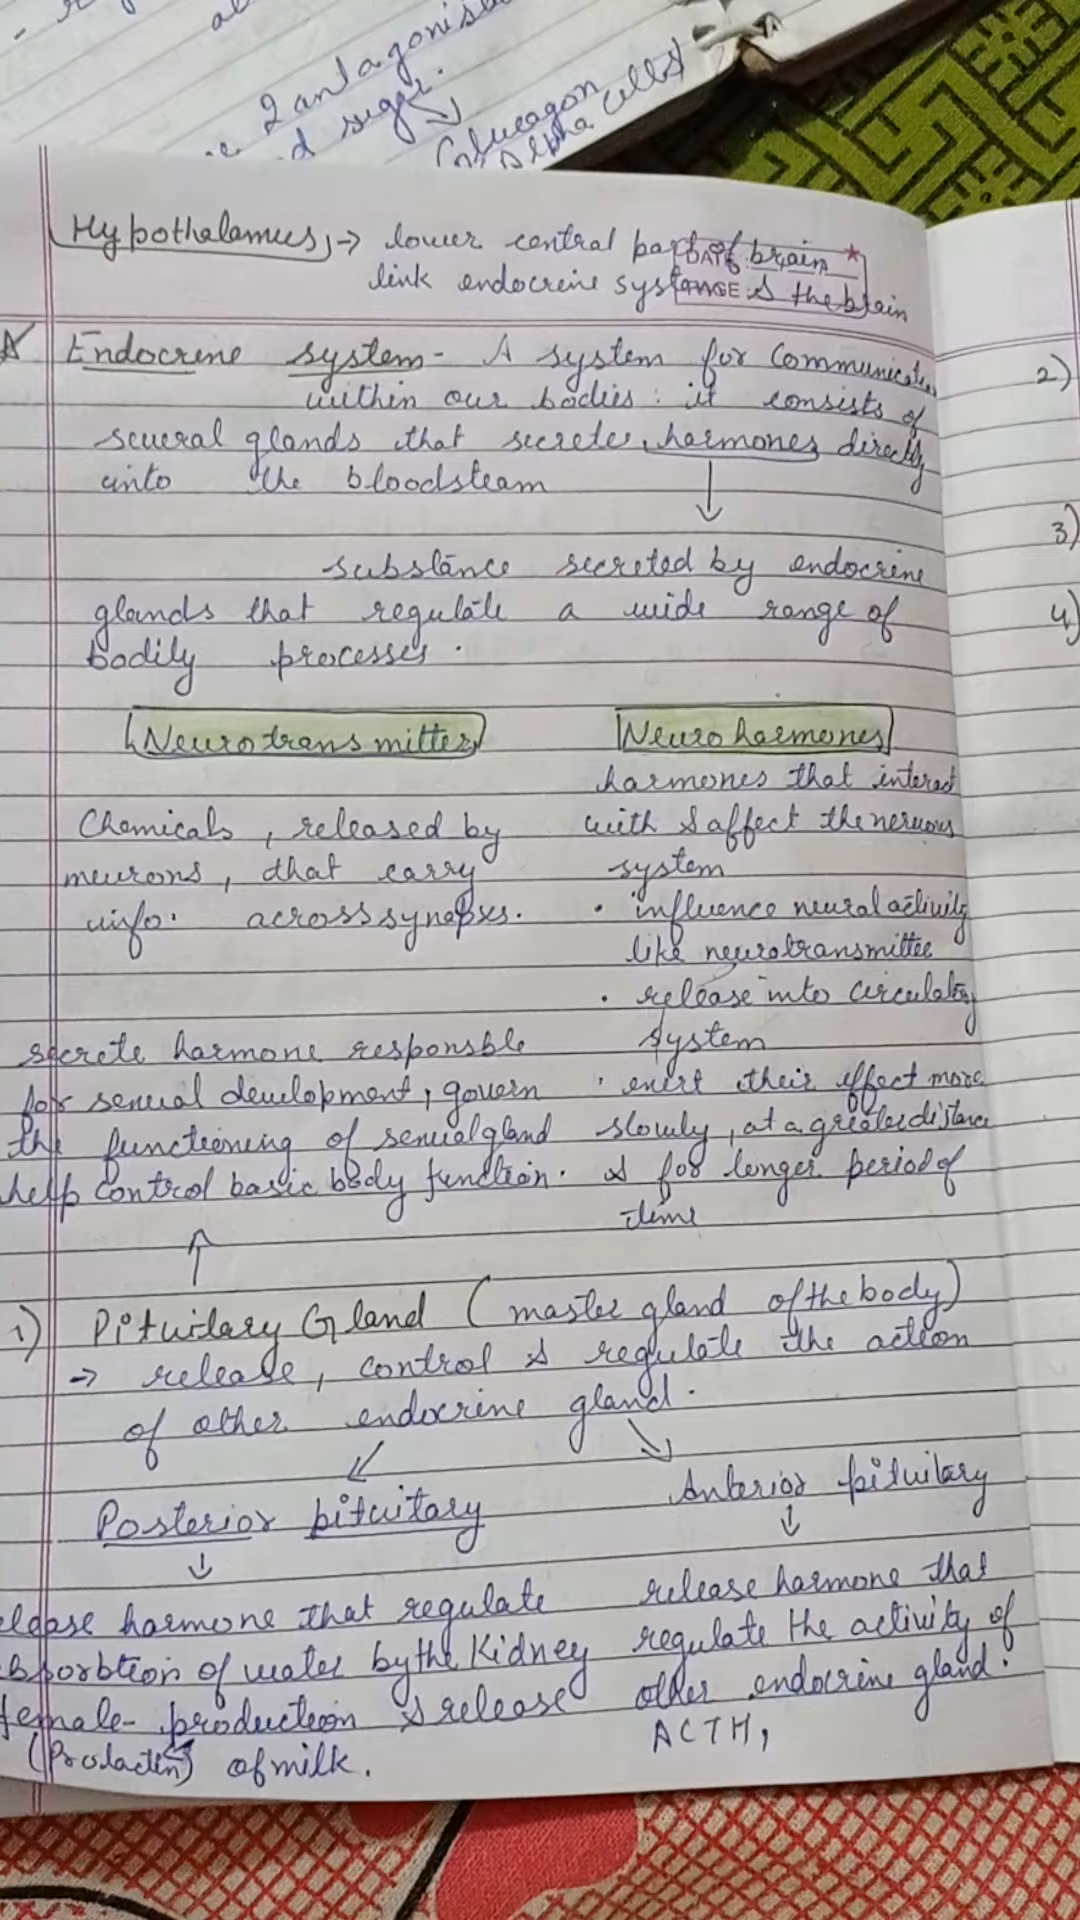 2 antagonis
d sugar.
Glucagon
Alpha cells
Hypothalamus, → lower central part of brain
link endocrine system & the brain
DATE
PAGE
Endocrene system - A system for Communication
within our bodies : it consists of
several glands that secrete hormones directly
into the bloodsteam
substance secreted by endocrine
glands that regulate a wide range of
bodily processes.
Neurotransmitter
Chemicals, released by
neurons, that carry
info. across synapses.
Neurohormones
hormones that interact
with & affect the nervous
system
• influence neural activity
like neurotransmitter
• release into circulatory
system
• exert their effect more
slowly, at a greater distance
& for longer period of
time
secrete hormone responsble
for sexual development, govern
the functioning of sexual gland
help control basic body function.
1) Pituitary Gland (master gland of the body)
→ release, control & regulate the action
of other endocrine gland.
Posterior pituitary
elease hormone that regulate
bsorbtion of water by the Kidney
female - production & release
(Prolactin) of milk.
Anterior pituitary
release hormone that
regulate the activity of
other endocrine gland.
ACTH,
2)
3)
4)